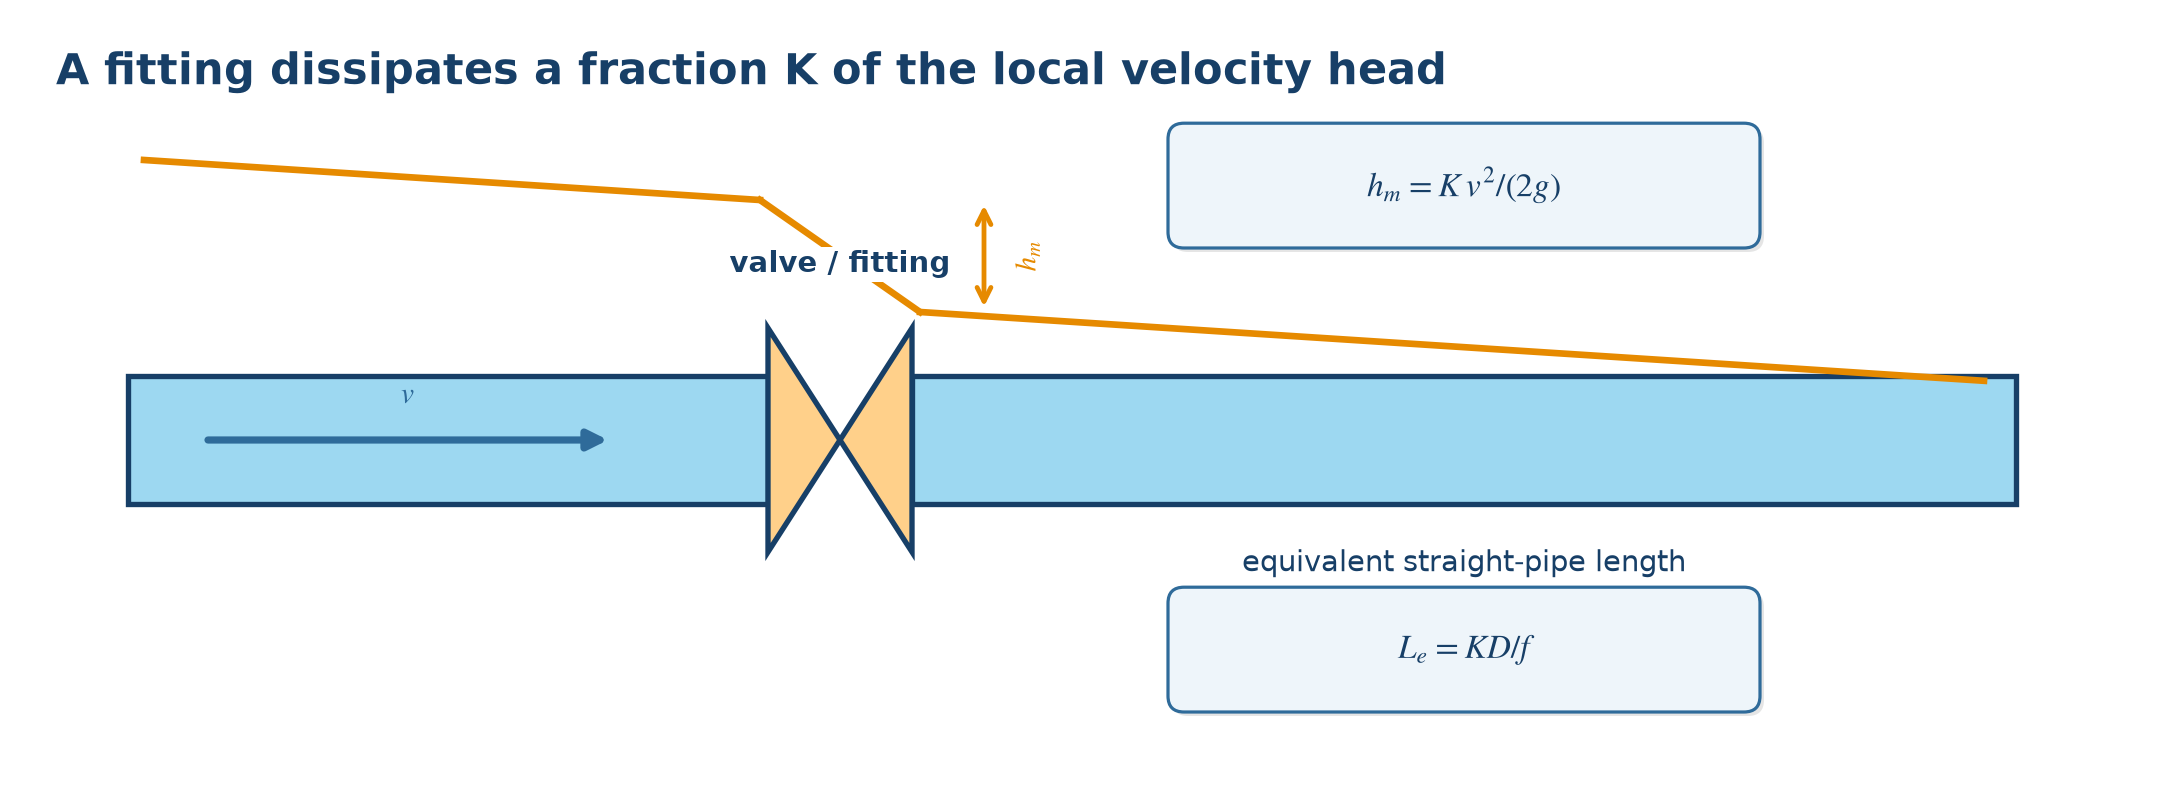 A fitting dissipates a fraction K of the local velocity head
h_m = K v^2/(2g)
valve / fitting
h_m
v
equivalent straight-pipe length
L_e = KD/f